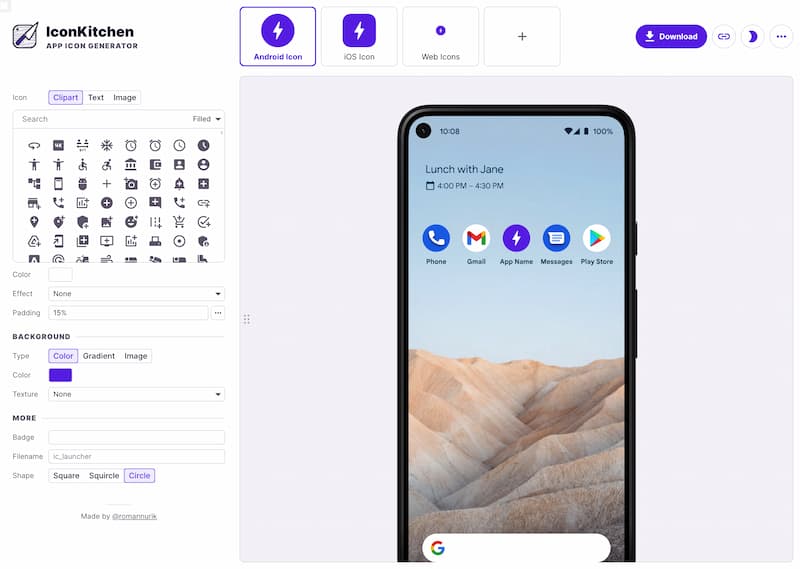 IconKitchen
APP ICON GENERATOR
Android Icon
iOS Icon
Web Icons
+
Download
Icon
Clipart
Text
Image
Search
Filled
4K
Color
Effect
None
Padding
15%
BACKGROUND
Type
Color
Gradient
Image
Color
Texture
None
MORE
Badge
Filename
ic_launcher
Shape
Square
Squircle
Circle
Made by @romannurik
10:08
100%
Lunch with Jane
4:00 PM – 4:30 PM
Phone
Gmail
App Name
Messages
Play Store